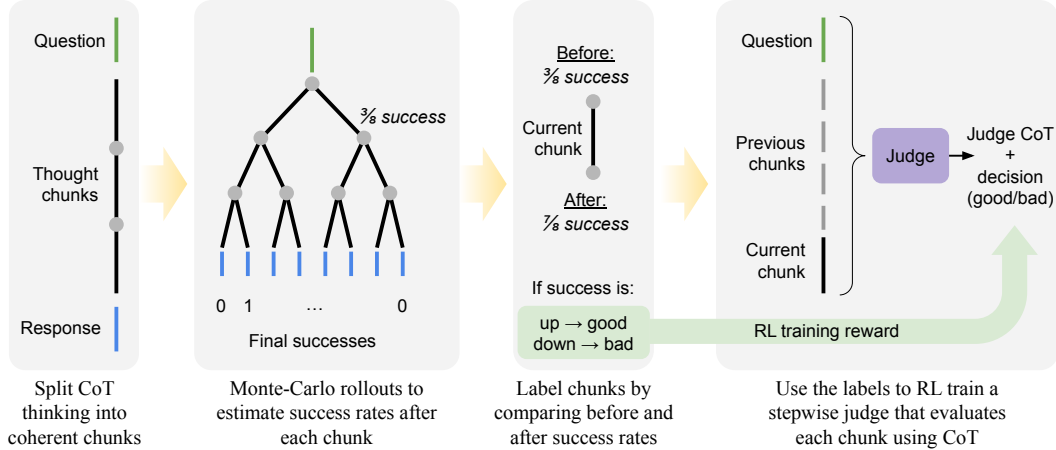 Question
Thought
chunks
Response
Split CoT
thinking into
coherent chunks
⅜ success
0 1 ... 0
Final successes
Monte-Carlo rollouts to
estimate success rates after
each chunk
Before:
⅜ success
Current
chunk
After:
⅞ success
If success is:
up → good
down → bad
Label chunks by
comparing before and
after success rates
Question
Previous
chunks
Current
chunk
Judge
Judge CoT
+
decision
(good/bad)
RL training reward
Use the labels to RL train a
stepwise judge that evaluates
each chunk using CoT